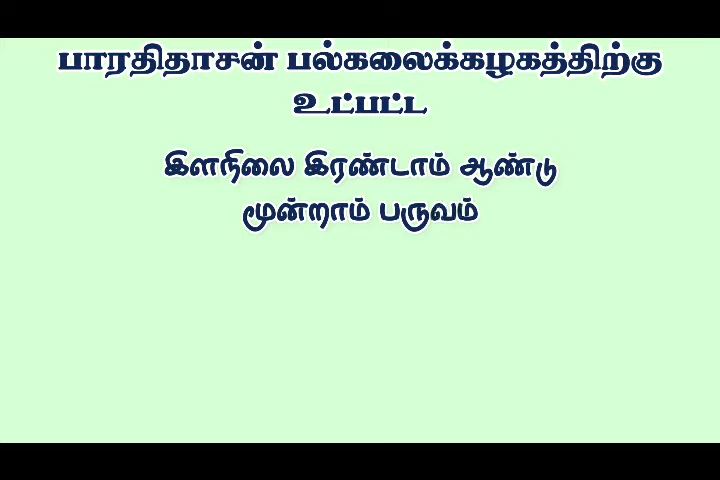 பாரதிதாசன் பல்கலைக்கழகத்திற்கு
உட்பட்ட
இளநிலை இரண்டாம் ஆண்டு
மூன்றாம் பருவம்